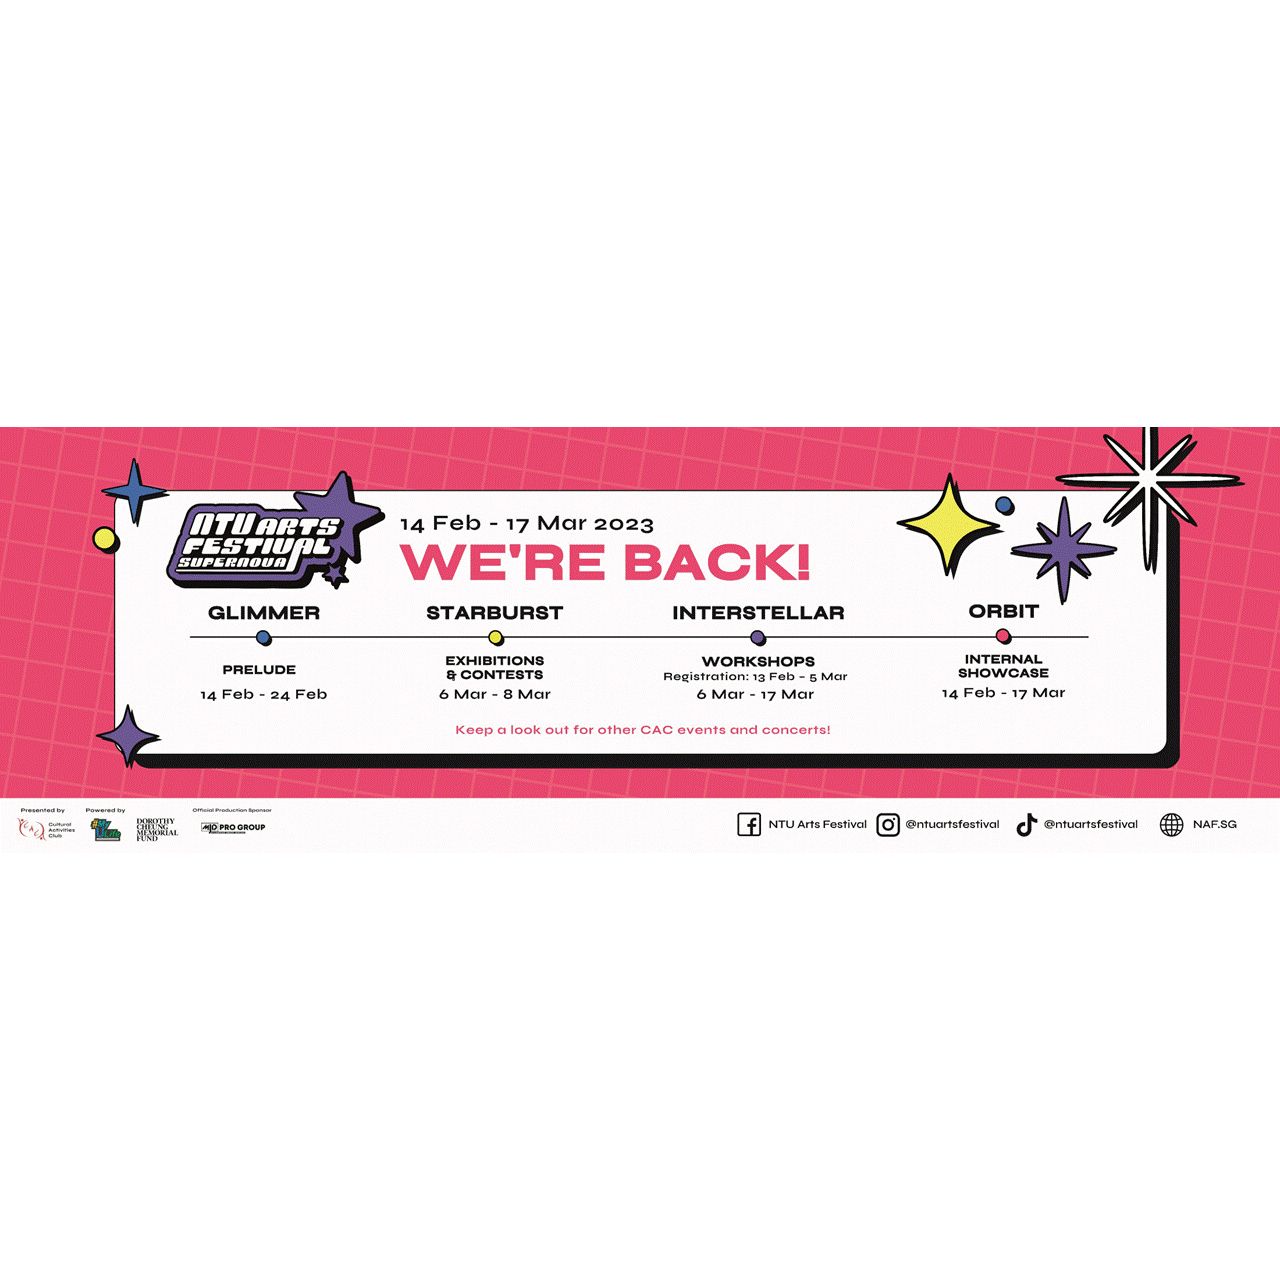 NTU ARTS
FESTIVAL
SUPERNOVA
14 Feb - 17 Mar 2023
WE'RE BACK!
GLIMMER
PRELUDE
14 Feb - 24 Feb
STARBURST
EXHIBITIONS
& CONTESTS
6 Mar - 8 Mar
INTERSTELLAR
WORKSHOPS
Registration: 13 Feb - 5 Mar
6 Mar - 17 Mar
ORBIT
INTERNAL
SHOWCASE
14 Feb - 17 Mar
Keep a look out for other CAC events and concerts!
Presented by
Cultural
Activities
Club
Powered by
DOROTHY
CHEUNG
MEMORIAL
FUND
Official Production Sponsor
PRO GROUP
NTU Arts Festival
@ntuartsfestival
@ntuartsfestival
NAF.SG